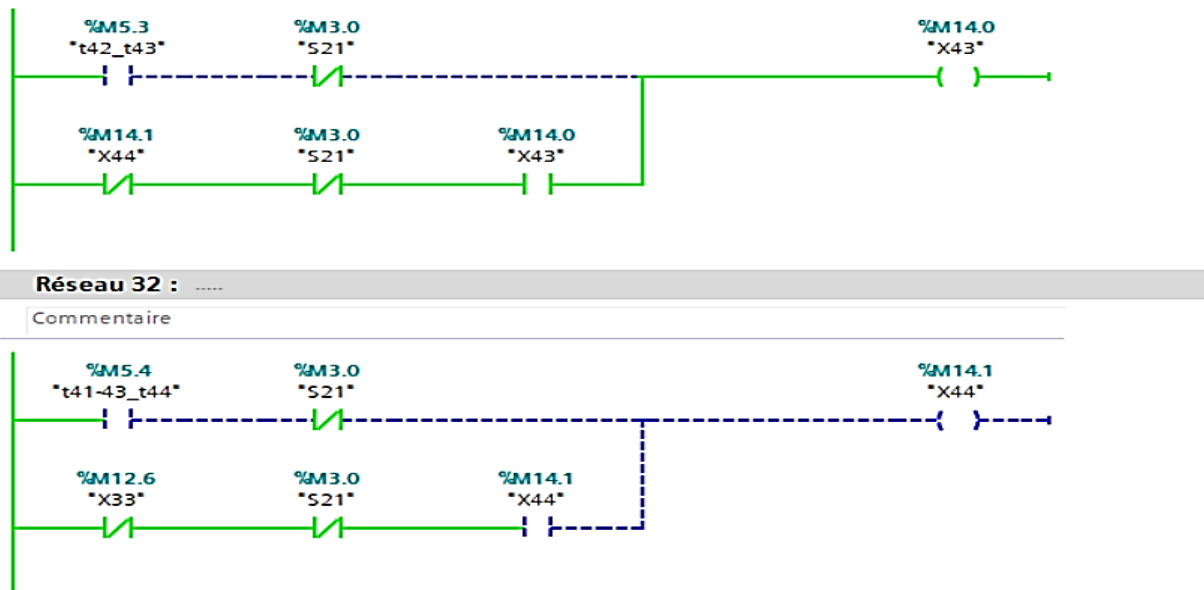 %M5.3 %M3.0 %M14.0
"t42_t43" "S21" "X43"
%M14.1 %M3.0 %M14.0
"X44" "S21" "X43"
Réseau 32 : .....
Commentaire
%M5.4 %M3.0 %M14.1
"t41-43_t44" "S21" "X44"
%M12.6 %M3.0 %M14.1
"X33" "S21" "X44"